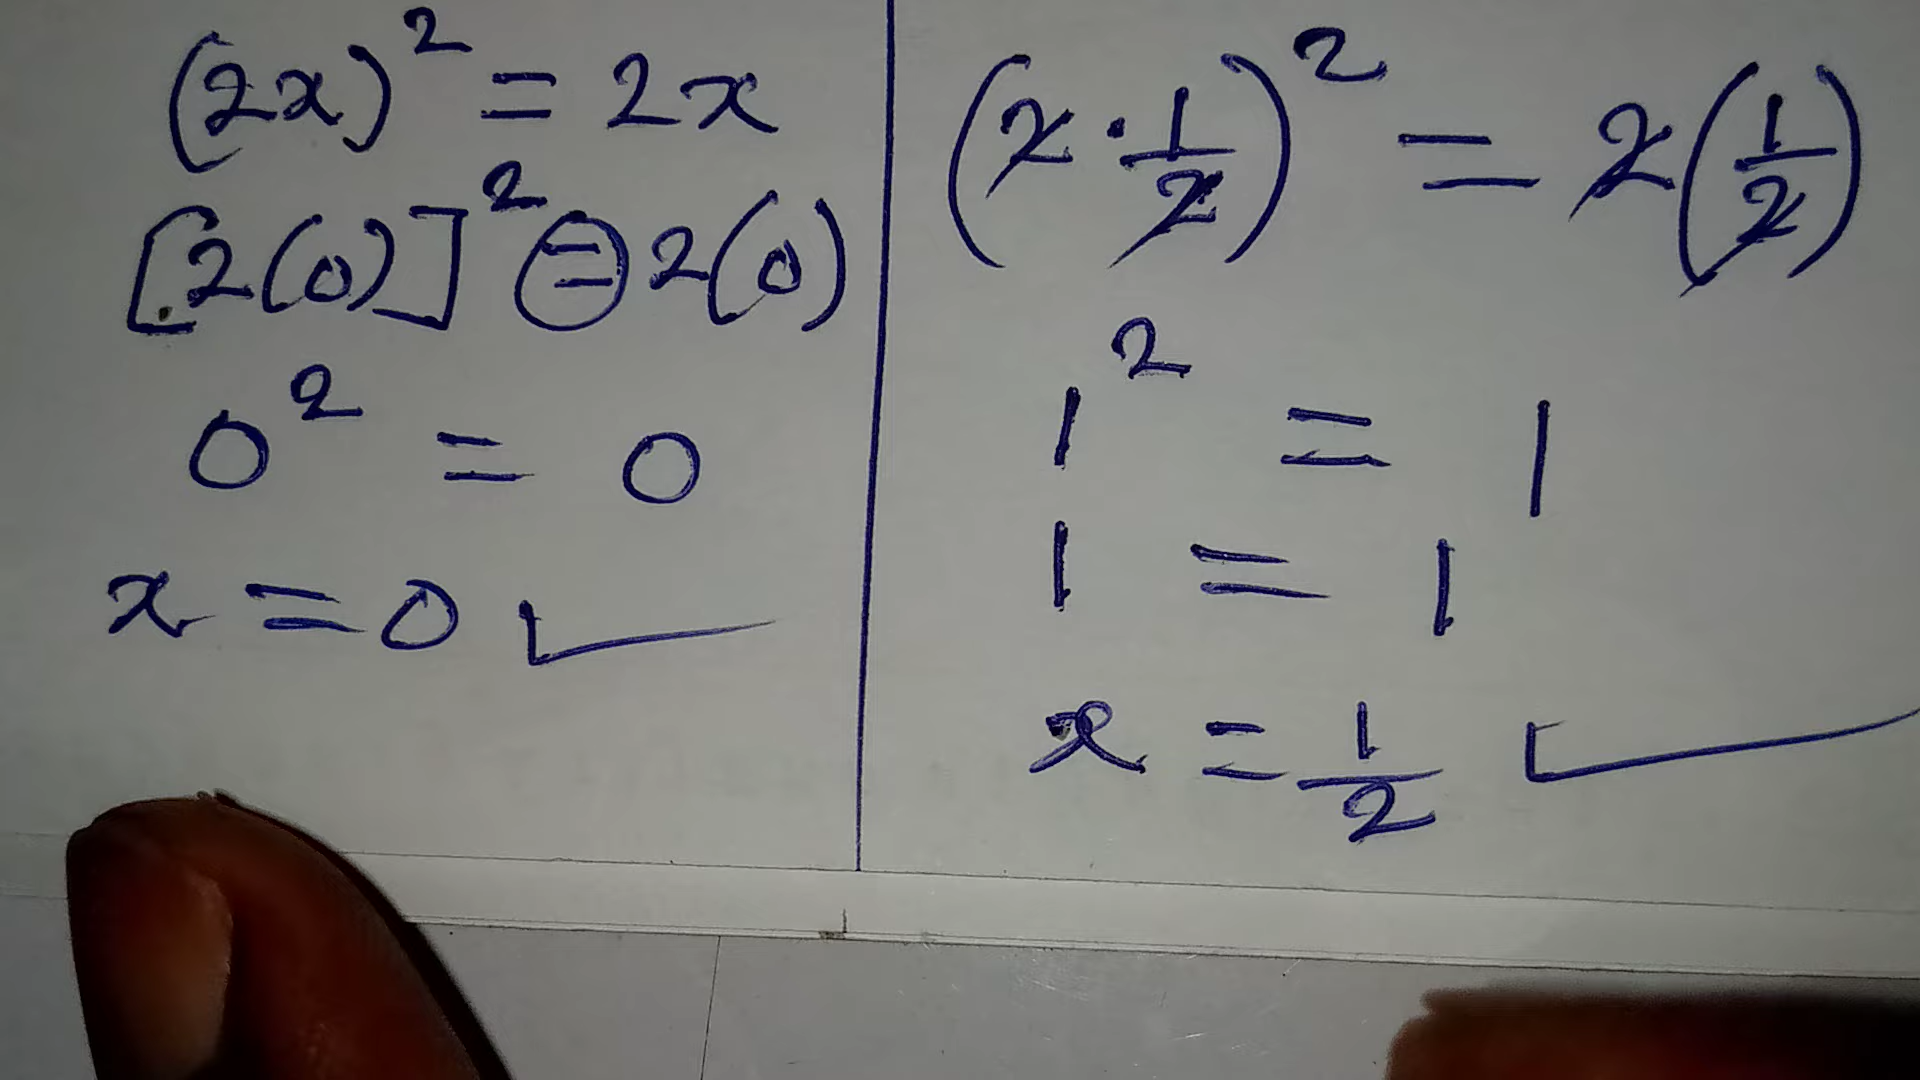 (2x)² = 2x
[2(0)]² = 2(0)
0² = 0
x = 0 ✓
(2 · 1/2)² = 2(1/2)
1² = 1
1 = 1
x = 1/2 ✓